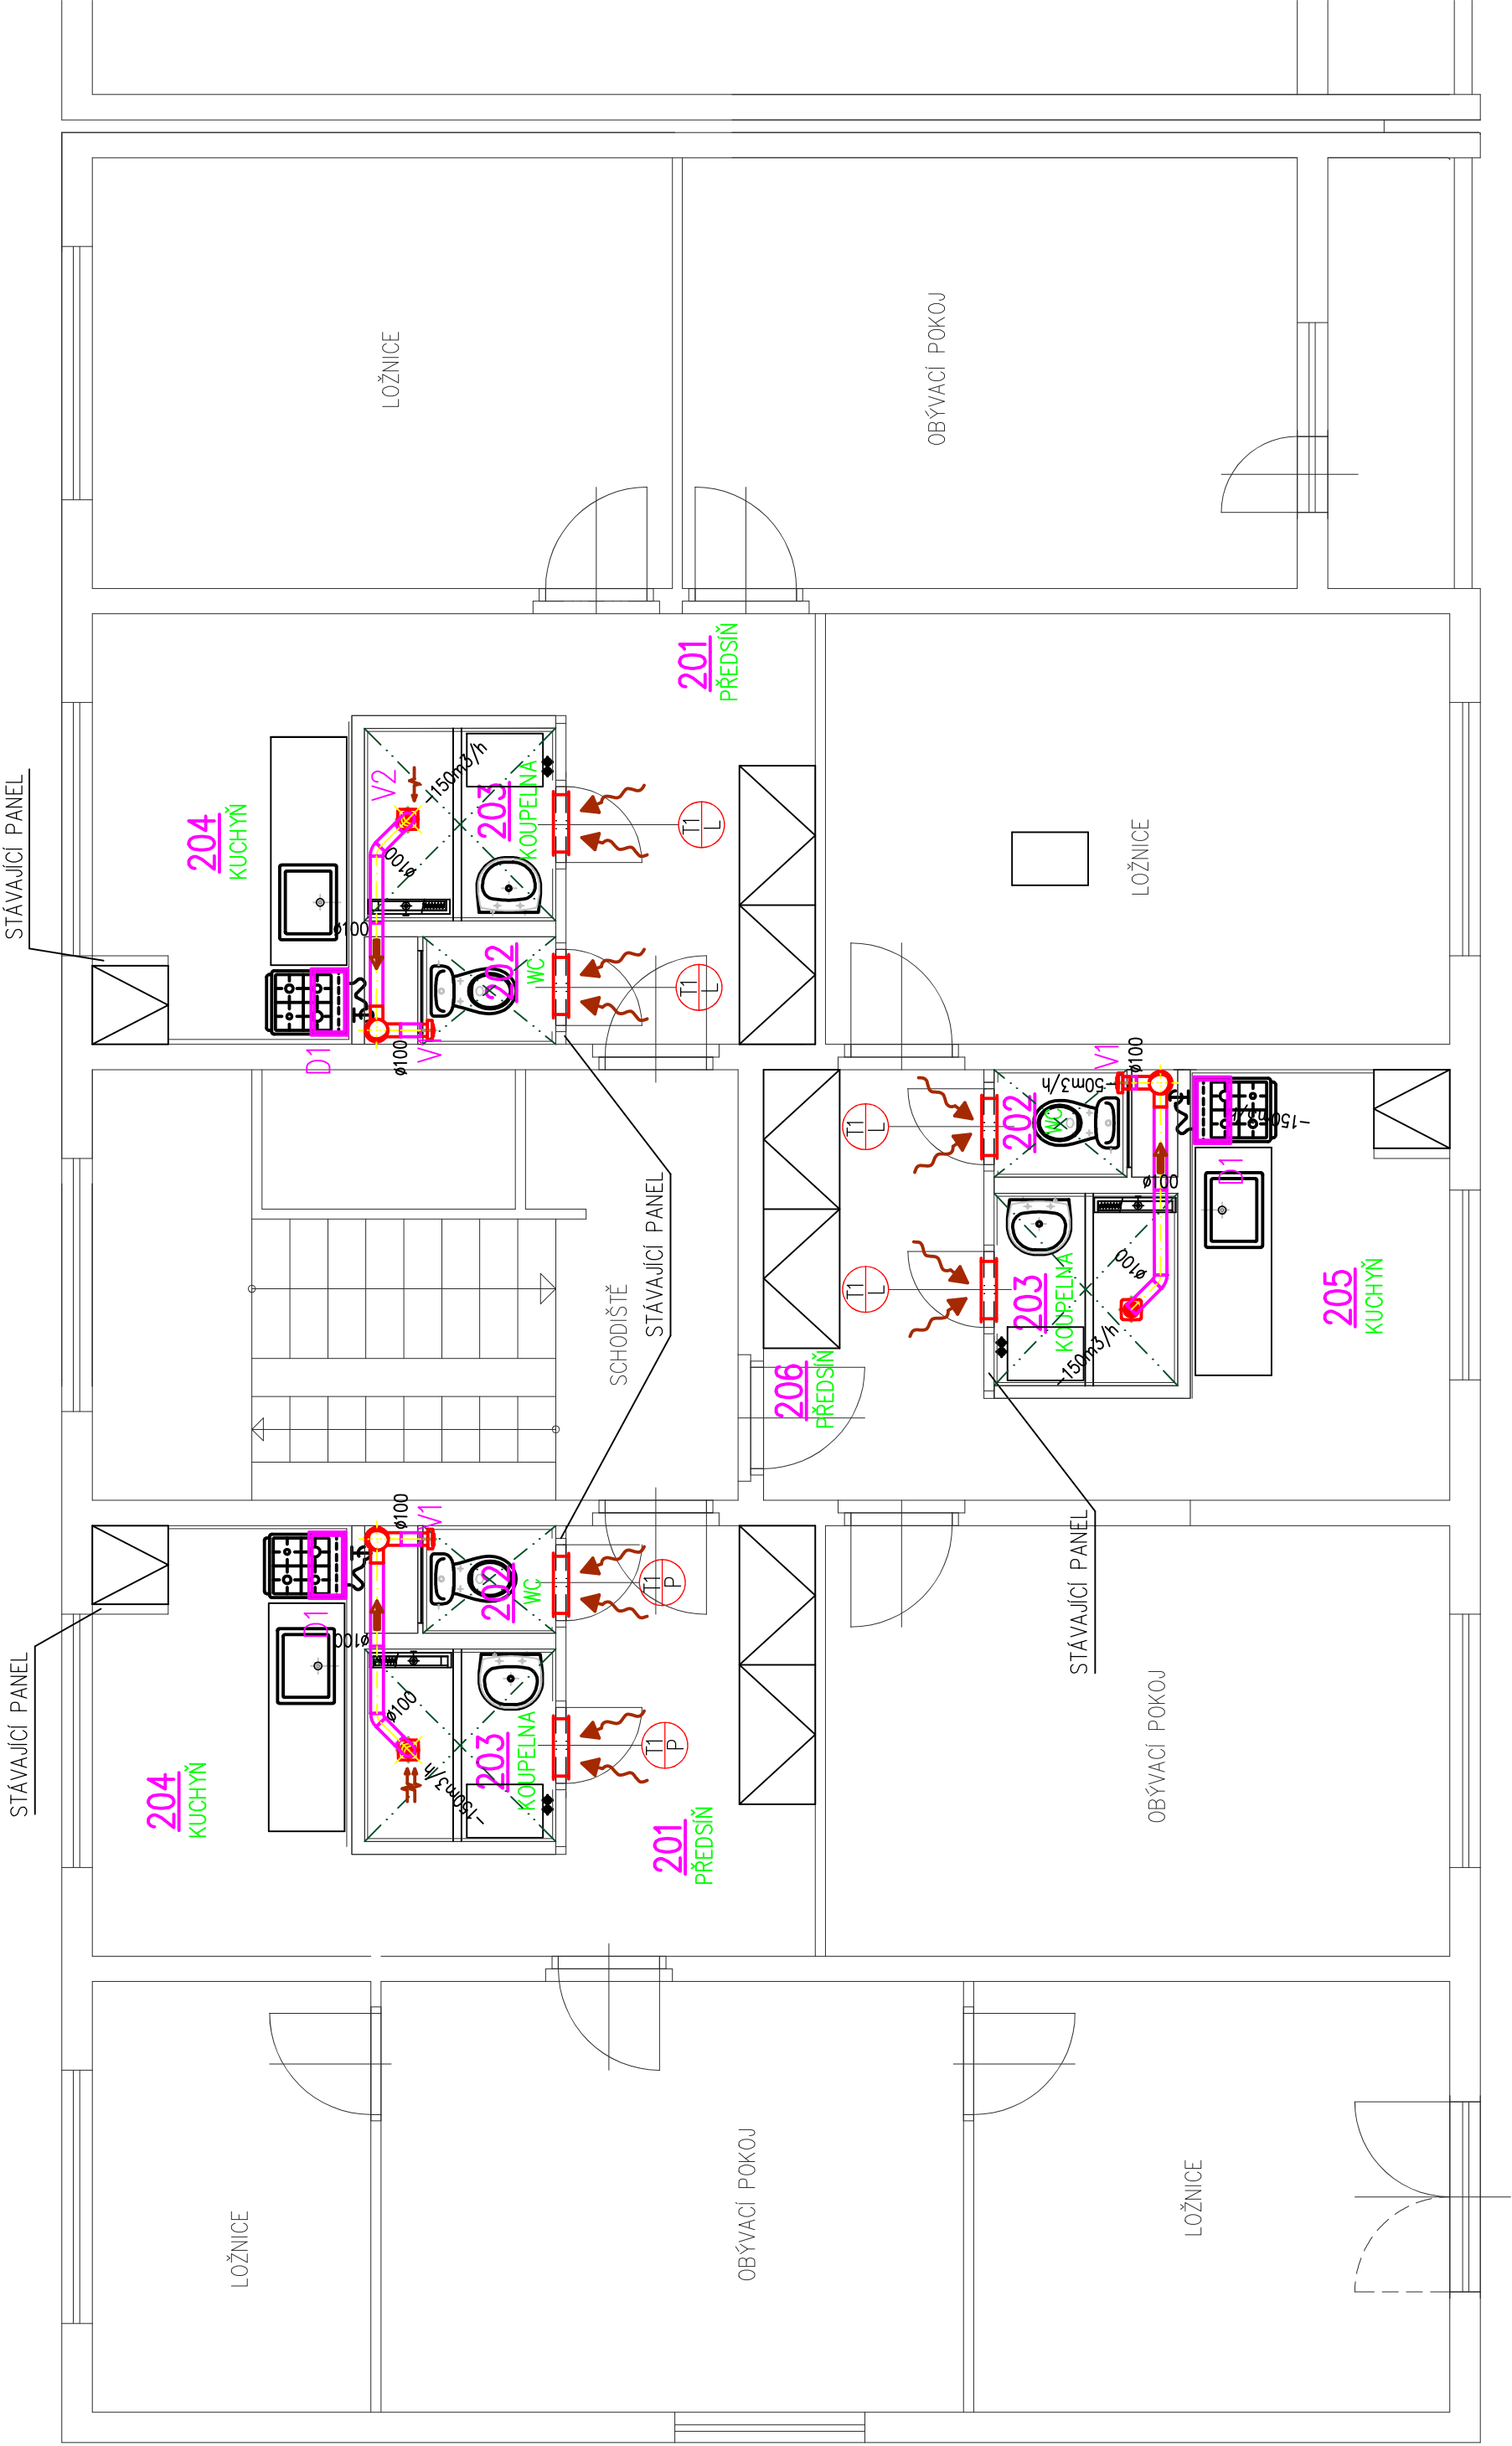 STÁVAJÍCÍ PANEL
LOŽNICE
OBÝVACÍ POKOJ
204
KUCHYŇ
V2
-150m3/h
ø100
ø100
203
KOUPELNA
T1
L
201
PŘEDSÍŇ
202
WC
T1
L
D1
V1
ø100
LOŽNICE
STÁVAJÍCÍ PANEL
SCHODIŠTĚ
T1
L
202
WC
-50m3/h
V1
ø100
-150m3/h
D1
ø100
ø100
T1
L
203
KOUPELNA
-150m3/h
205
KUCHYŇ
206
PŘEDSÍŇ
STÁVAJÍCÍ PANEL
STÁVAJÍCÍ PANEL
204
KUCHYŇ
D1
V1
ø100
ø100
ø100
202
WC
T1
P
203
KOUPELNA
-150m3/h
T1
P
201
PŘEDSÍŇ
OBÝVACÍ POKOJ
LOŽNICE
OBÝVACÍ POKOJ
LOŽNICE